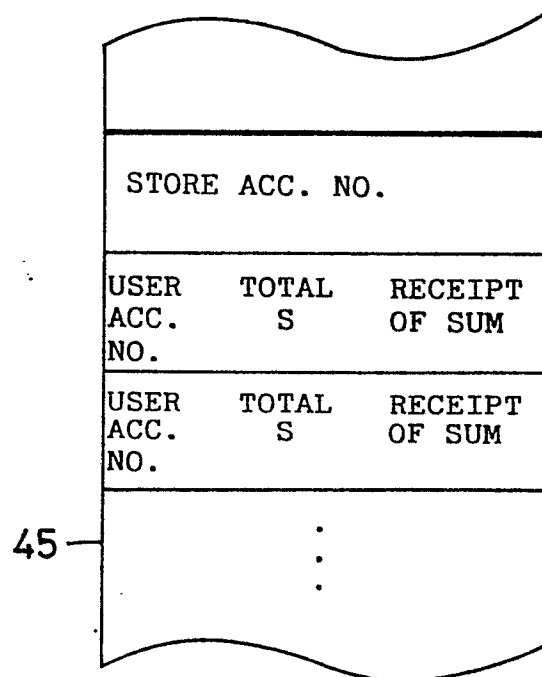 STORE ACC. NO.
USER TOTAL RECEIPT
ACC. S OF SUM
NO.
USER TOTAL RECEIPT
ACC. S OF SUM
NO.
45